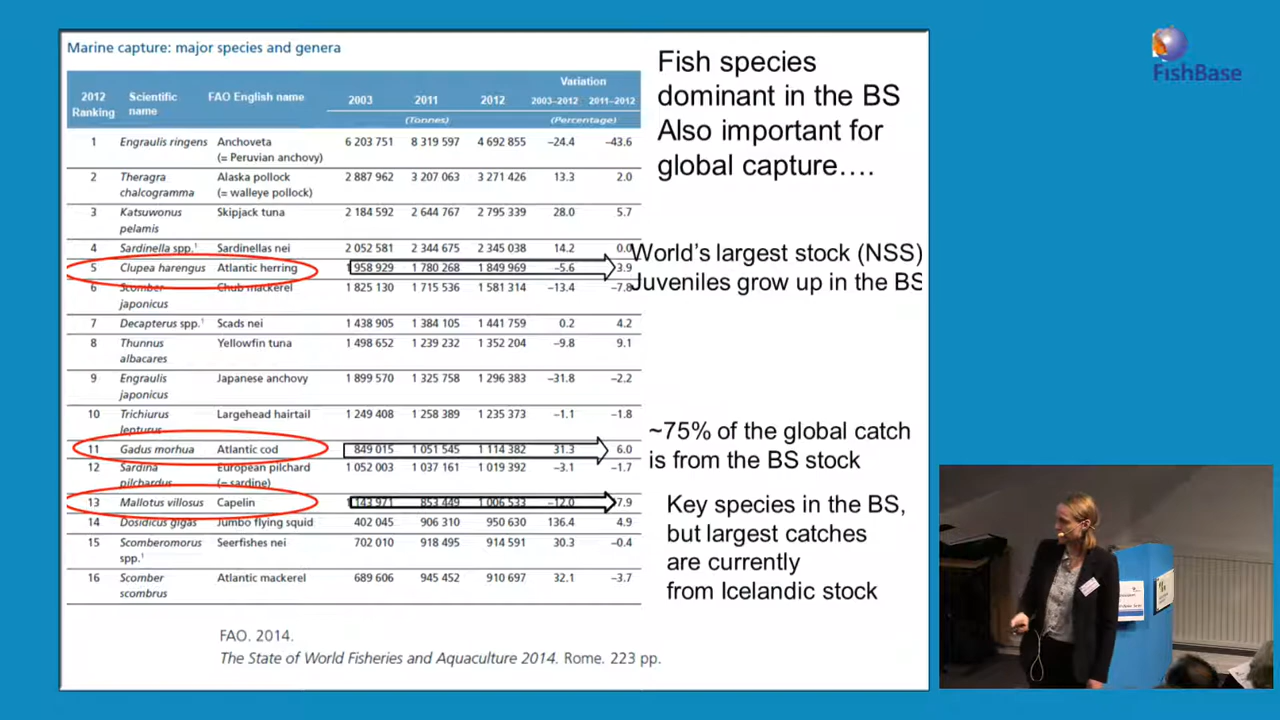 Marine capture: major species and genera
2012 Ranking Scientific name FAO English name 2003 2011 2012 Variation 2003–2012 2011–2012
(Tonnes) (Percentage)
1 Engraulis ringens Anchoveta (= Peruvian anchovy) 6 203 751 8 319 597 4 692 855 –24.4 –43.6
2 Theragra chalcogramma Alaska pollock (= walleye pollock) 2 887 962 3 207 063 3 271 426 13.3 2.0
3 Katsuwonus pelamis Skipjack tuna 2 184 592 2 644 767 2 795 339 28.0 5.7
4 Sardinella spp.¹ Sardinellas nei 2 052 581 2 344 675 2 345 038 14.2 0.0
5 Clupea harengus Atlantic herring 958 929 1 780 268 1 849 969 –5.6 3.9
6 Scomber japonicus Chub mackerel 1 825 130 1 715 536 1 581 314 –13.4 –7.8
7 Decapterus spp.¹ Scads nei 1 438 905 1 384 105 1 441 759 0.2 4.2
8 Thunnus albacares Yellowfin tuna 1 498 652 1 239 232 1 352 204 –9.8 9.1
9 Engraulis japonicus Japanese anchovy 1 899 570 1 325 758 1 296 383 –31.8 –2.2
10 Trichiurus lepturus Largehead hairtail 1 249 408 1 258 389 1 235 373 –1.1 –1.8
11 Gadus morhua Atlantic cod 849 015 1 051 545 1 114 382 31.3 6.0
12 Sardina pilchardus European pilchard (= sardine) 1 052 003 1 037 161 1 019 392 –3.1 –1.7
13 Mallotus villosus Capelin 1 143 971 853 449 1 006 533 –12.0 7.9
14 Dosidicus gigas Jumbo flying squid 402 045 906 310 950 630 136.4 4.9
15 Scomberomorus spp.¹ Seerfishes nei 702 010 918 495 914 591 30.3 –0.4
16 Scomber scombrus Atlantic mackerel 689 606 945 452 910 697 32.1 –3.7
FAO. 2014.
The State of World Fisheries and Aquaculture 2014. Rome. 223 pp.
Fish species
dominant in the BS
Also important for
global capture….
World's largest stock (NSS)
Juveniles grow up in the BS
~75% of the global catch
is from the BS stock
Key species in the BS,
but largest catches
are currently
from Icelandic stock
FishBase